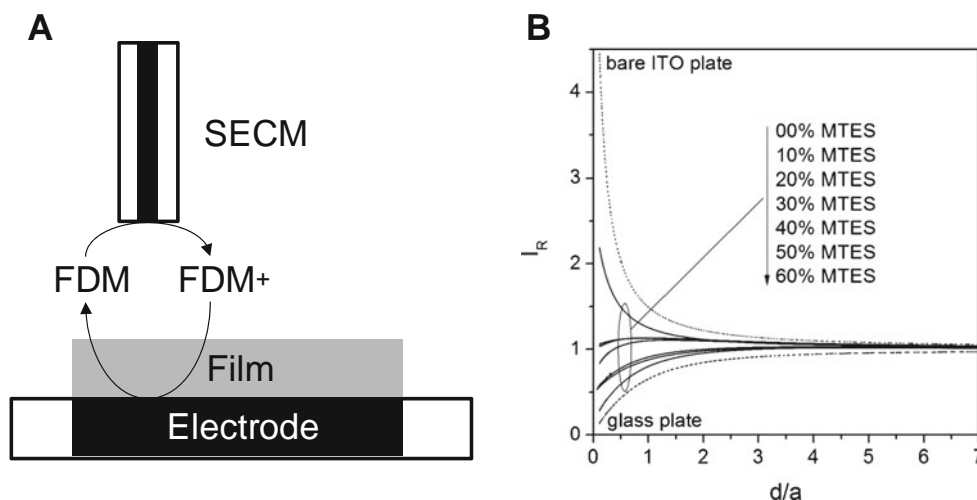 A
SECM
FDM FDM+
Film
Electrode
B
bare ITO plate
00% MTES
10% MTES
20% MTES
30% MTES
40% MTES
50% MTES
60% MTES
glass plate
I_R
4
3
2
1
0
0 1 2 3 4 5 6 7
d/a